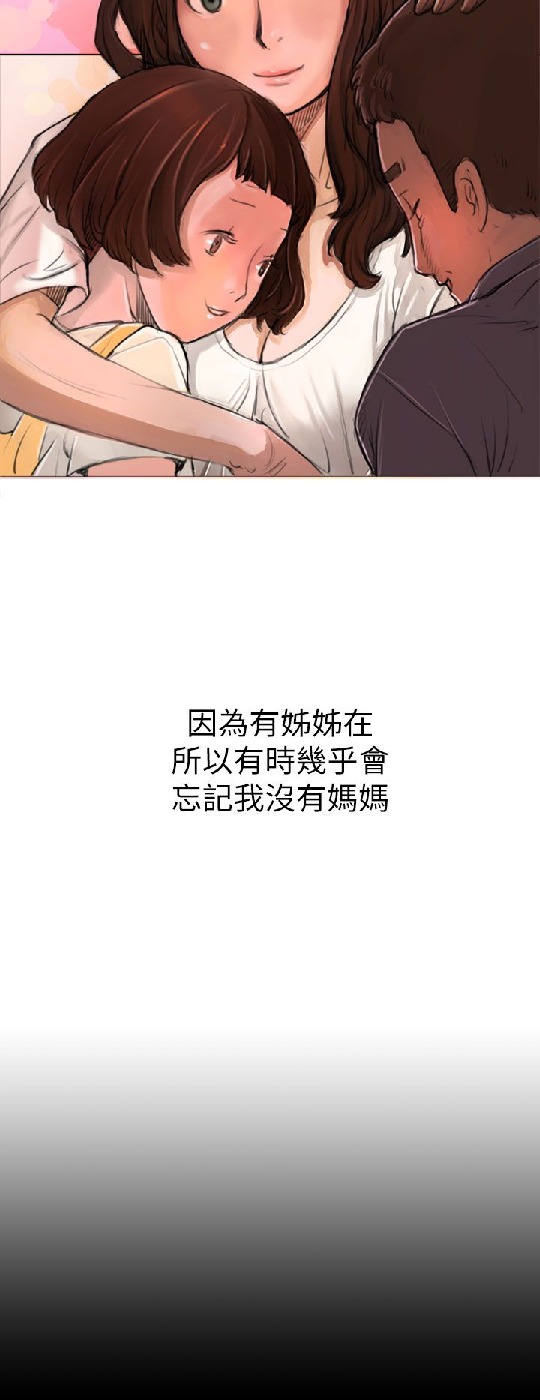 因為有姊姊在
所以有時幾乎會
忘記我沒有媽媽